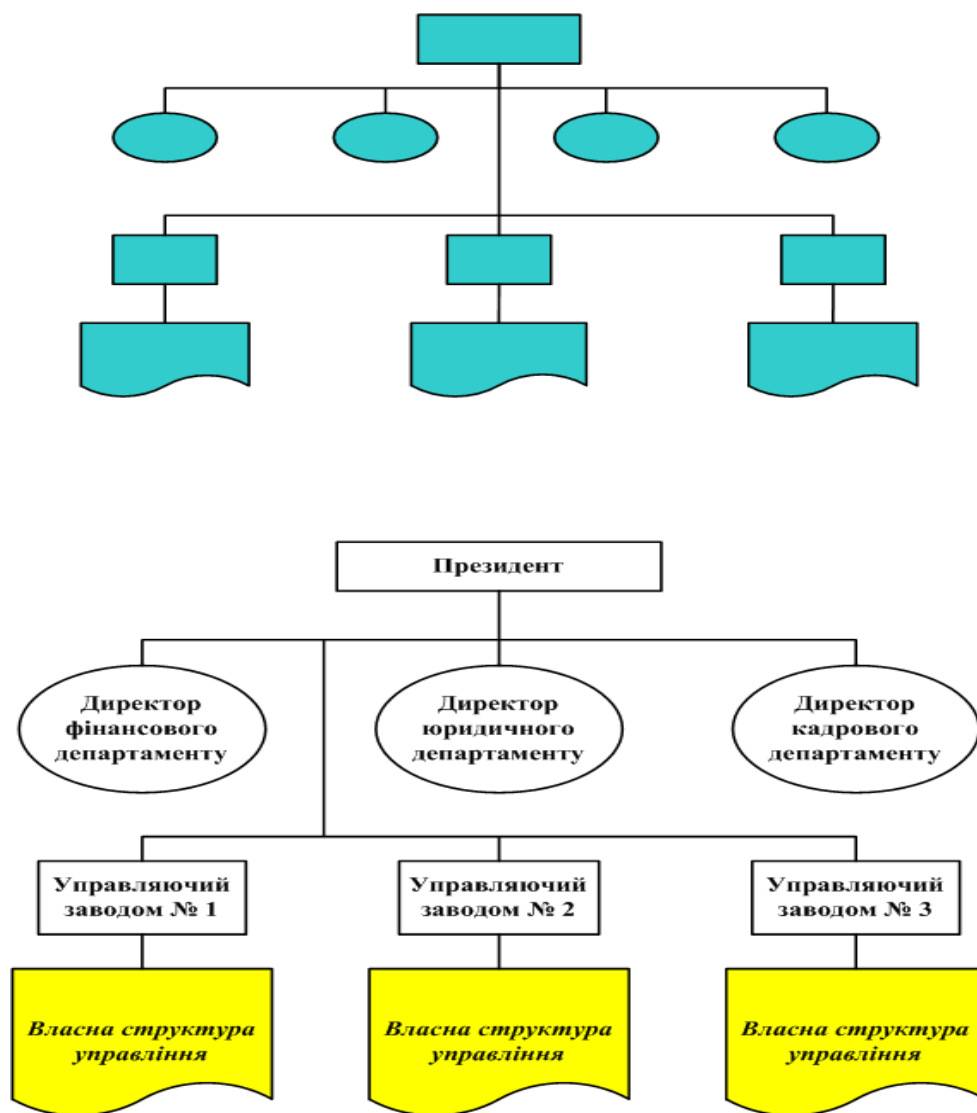 Президент
Директор
фінансового
департаменту
Директор
юридичного
департаменту
Директор
кадрового
департаменту
Управляючий
заводом № 1
Управляючий
заводом № 2
Управляючий
заводом № 3
Власна структура
управління
Власна структура
управління
Власна структура
управління